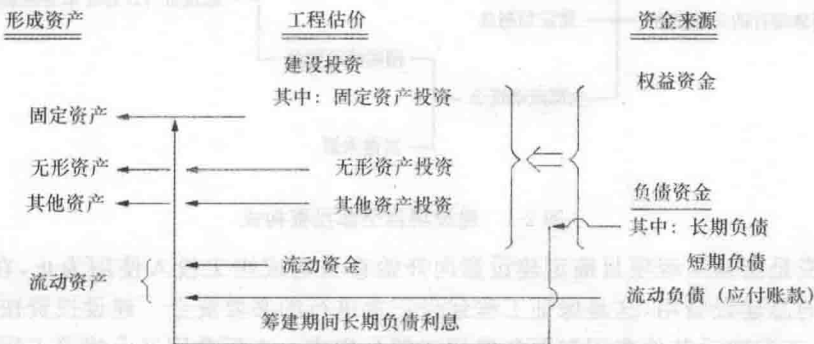 形成资产 工程估价 资金来源
建设投资
权益资金
其中：固定资产投资
固定资产
无形资产 无形资产投资
其他资产 其他资产投资
负债资金
其中：长期负债
流动资金 短期负债
流动资产
流动负债（应付账款）
筹建期间长期负债利息